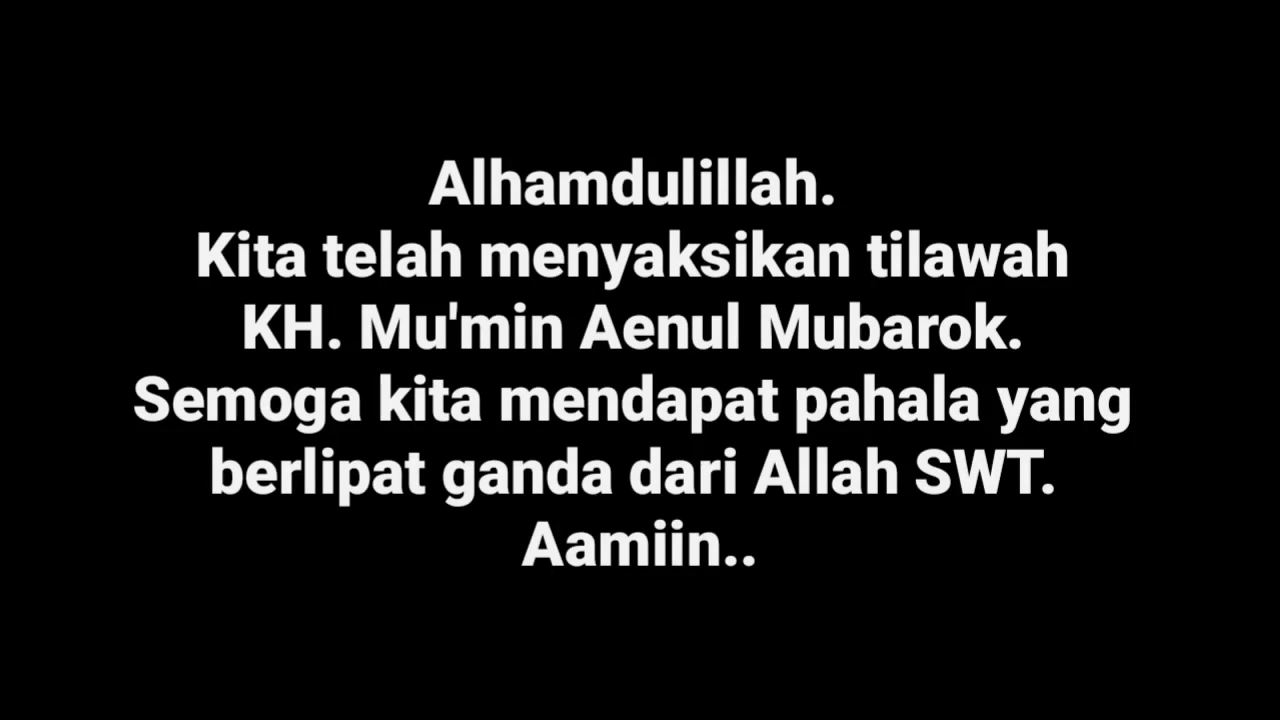 Alhamdulillah.
Kita telah menyaksikan tilawah
KH. Mu'min Aenul Mubarok.
Semoga kita mendapat pahala yang
berlipat ganda dari Allah SWT.
Aamiin..